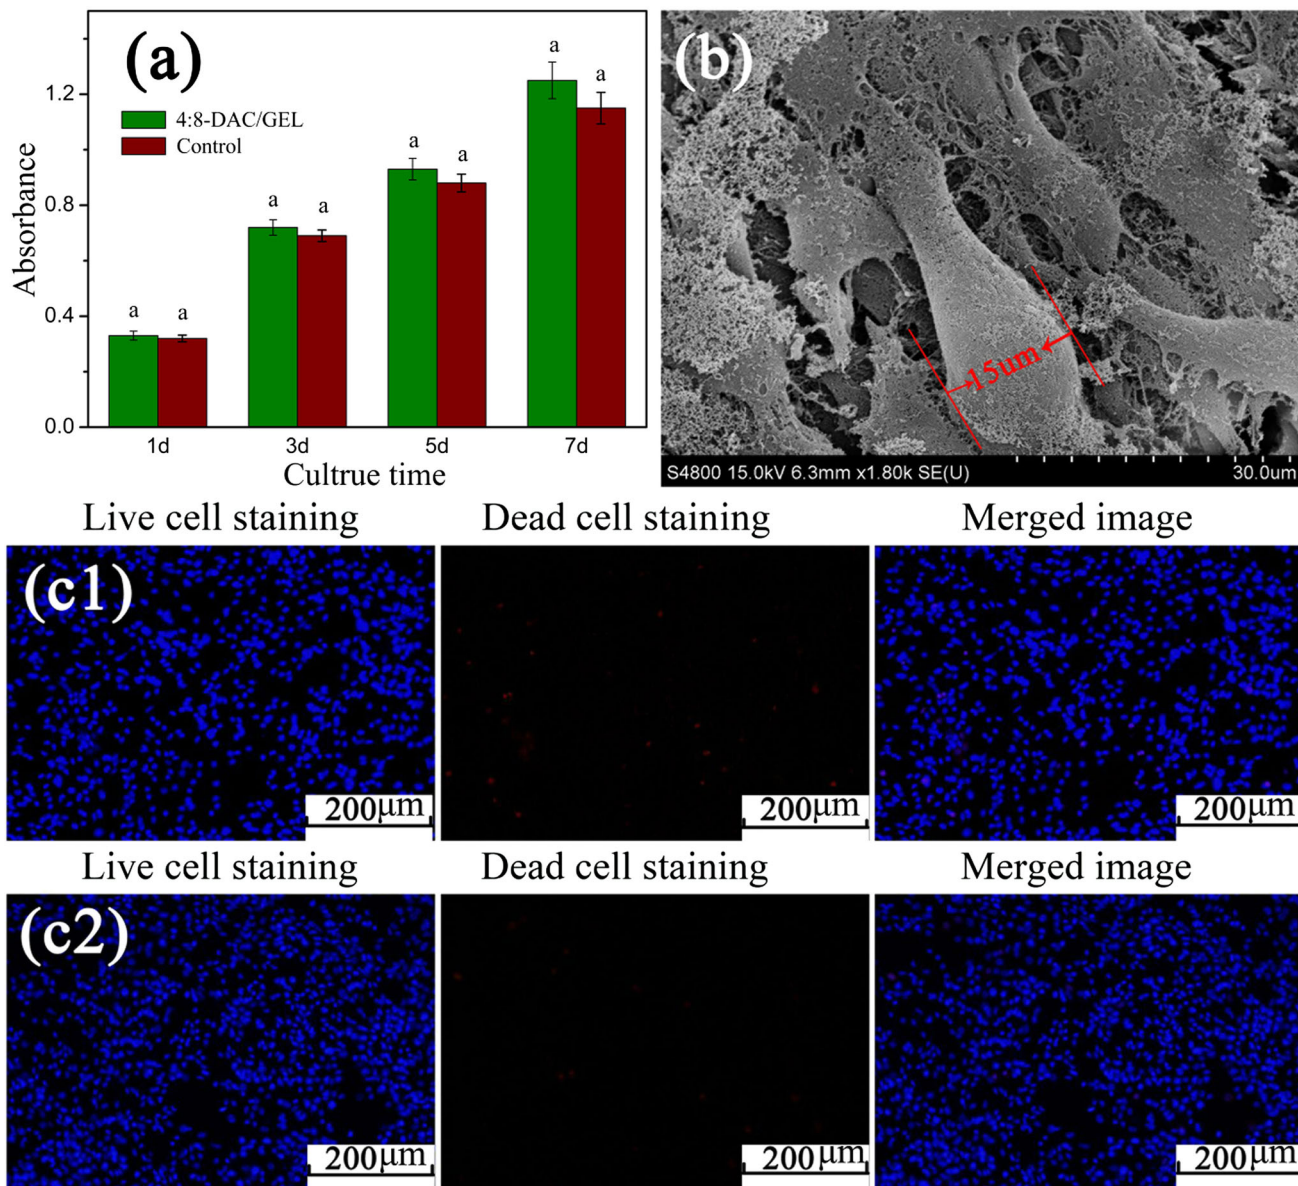 (a)
a a
1.2
4:8-DAC/GEL
Control
a a
a a
0.8
Absorbance
a a
0.4
0.0
1d 3d 5d 7d
Cultrue time
(b)
15um
S4800 15.0kV 6.3mm x1.80k SE(U) 30.0um
Live cell staining Dead cell staining Merged image
(c1)
200μm 200μm 200μm
Live cell staining Dead cell staining Merged image
(c2)
200μm 200μm 200μm